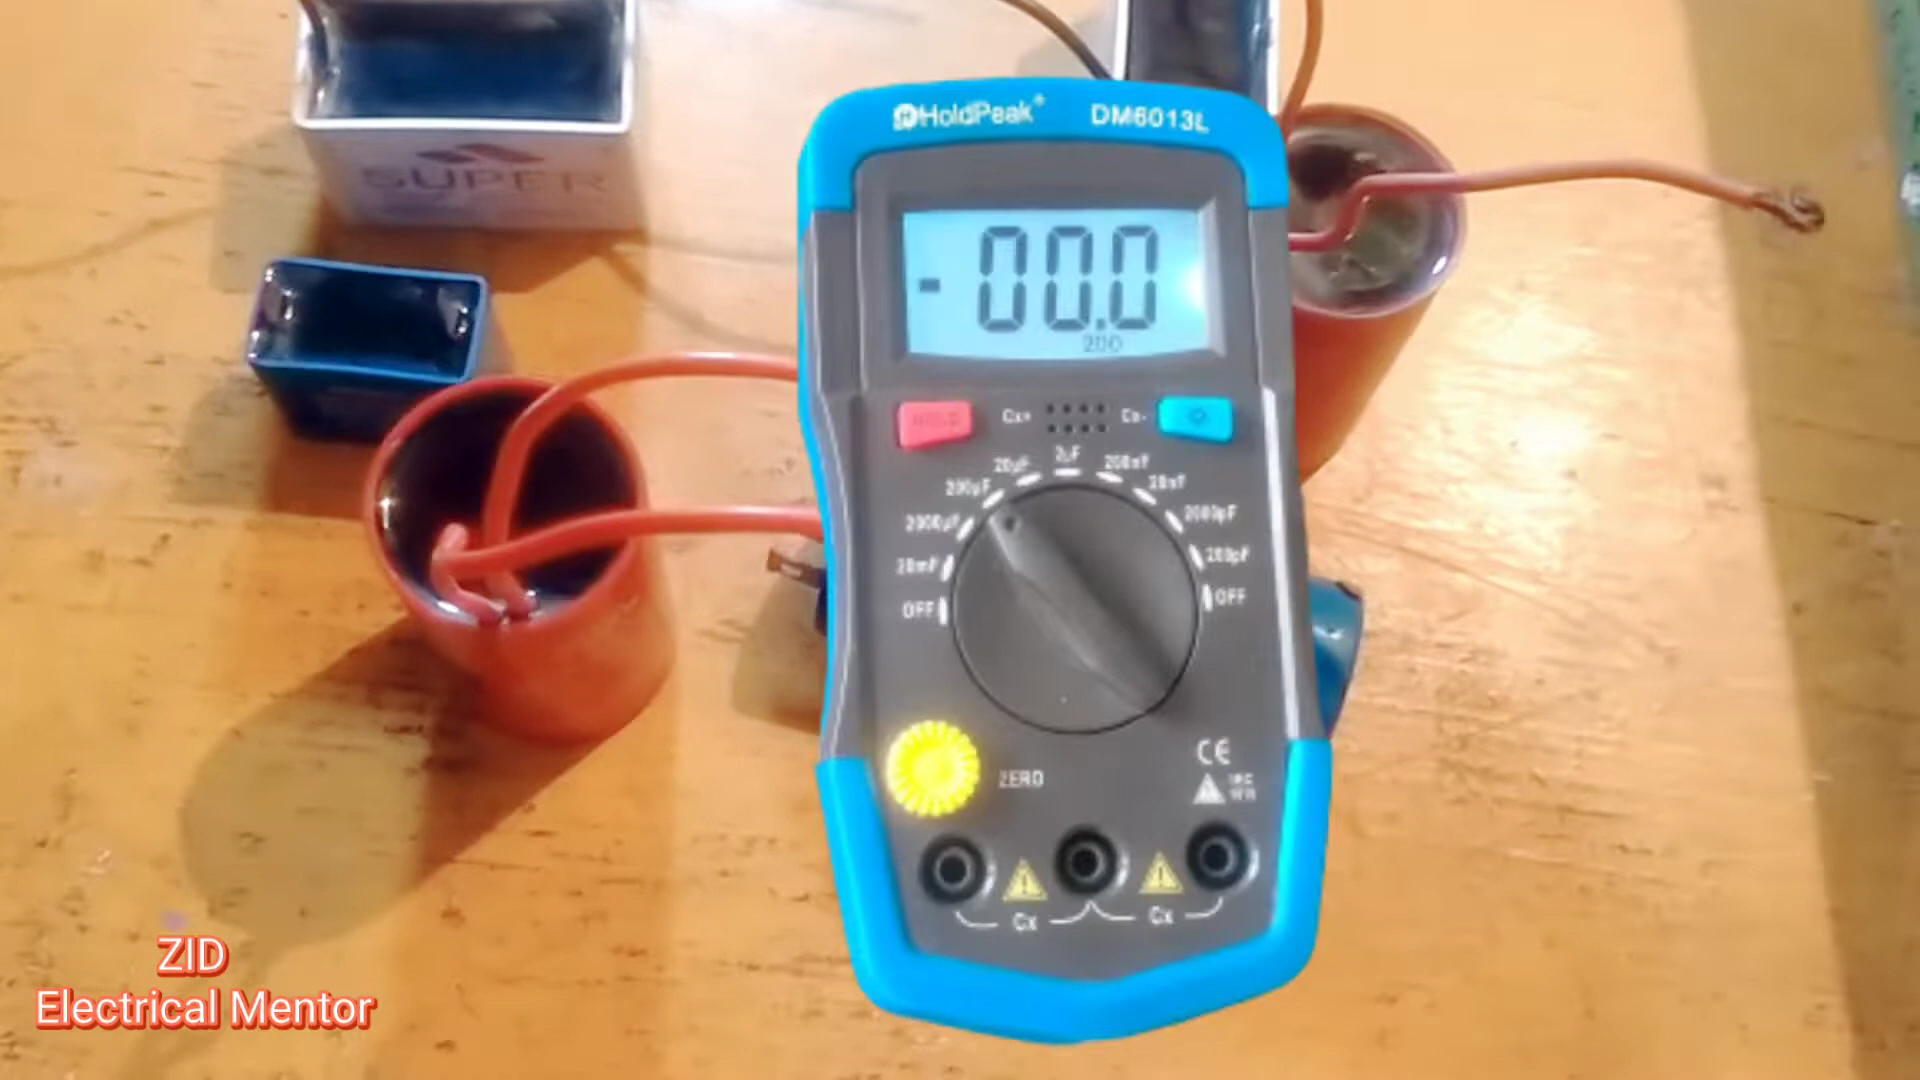 HoldPeak® DM6013L
SUPER
- 00.0
200
HOLD Cx+ Cx-
2µF
20µF 200nF
200µF 20nF
2000µF 2000pF
20mF 200pF
OFF OFF
CE
ZERO
Cx Cx
ZID
Electrical Mentor